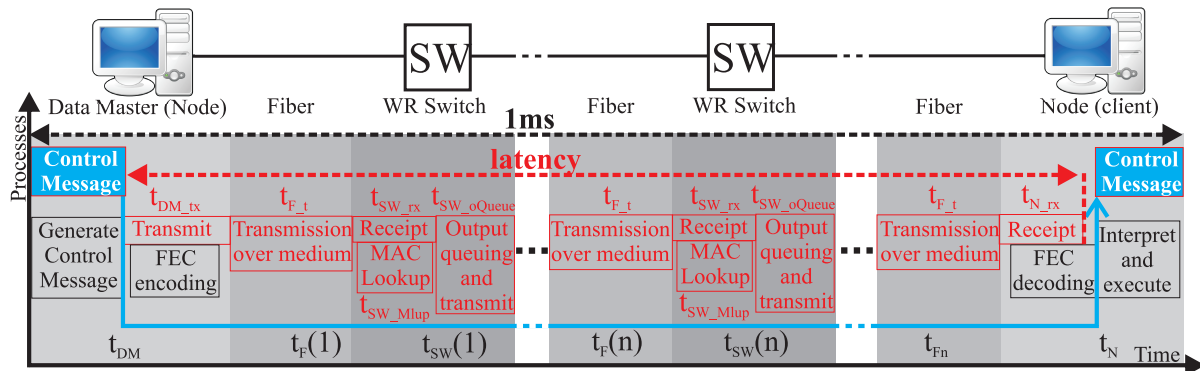 SW
SW
Data Master (Node)
Fiber
WR Switch
Fiber
WR Switch
Fiber
Node (client)
Processes
1ms
Control
Message
latency
Control
Message
t_DM_tx
t_F_t
t_SW_rx
t_SW_oQueue
t_F_t
t_SW_rx
t_SW_oQueue
t_F_t
t_N_rx
Generate
Control
Message
Transmit
FEC
encoding
Transmission
over medium
Receipt
MAC
Lookup
t_SW_Mlup
Output
queuing
and
transmit
Transmission
over medium
Receipt
MAC
Lookup
t_SW_Mlup
Output
queuing
and
transmit
Transmission
over medium
Receipt
FEC
decoding
Interpret
and
execute
t_DM
t_F(1)
t_SW(1)
t_F(n)
t_SW(n)
t_Fn
t_N
Time